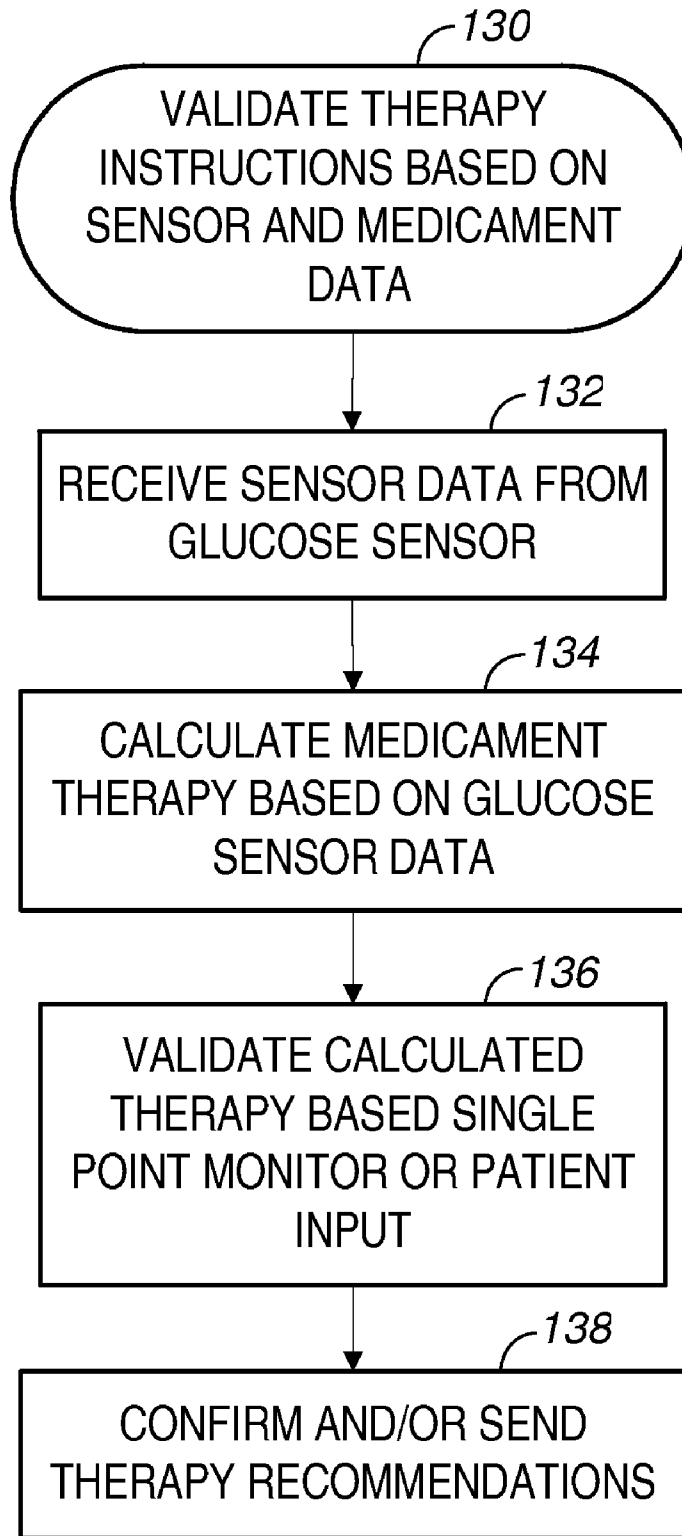 130
VALIDATE THERAPY
INSTRUCTIONS BASED ON
SENSOR AND MEDICAMENT
DATA
132
RECEIVE SENSOR DATA FROM
GLUCOSE SENSOR
134
CALCULATE MEDICAMENT
THERAPY BASED ON GLUCOSE
SENSOR DATA
136
VALIDATE CALCULATED
THERAPY BASED SINGLE
POINT MONITOR OR PATIENT
INPUT
138
CONFIRM AND/OR SEND
THERAPY RECOMMENDATIONS